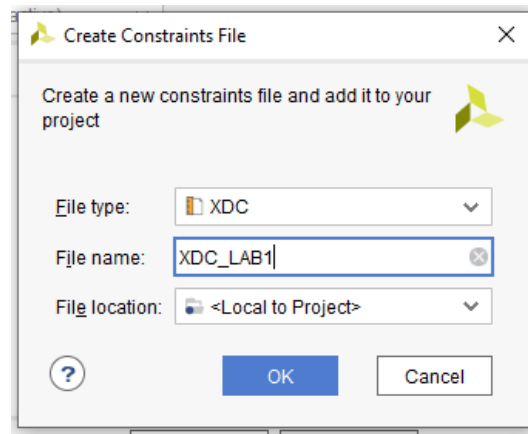 Create Constraints File
Create a new constraints file and add it to your
project
File type: XDC
File name: XDC_LAB1
File location: <Local to Project>
? OK Cancel